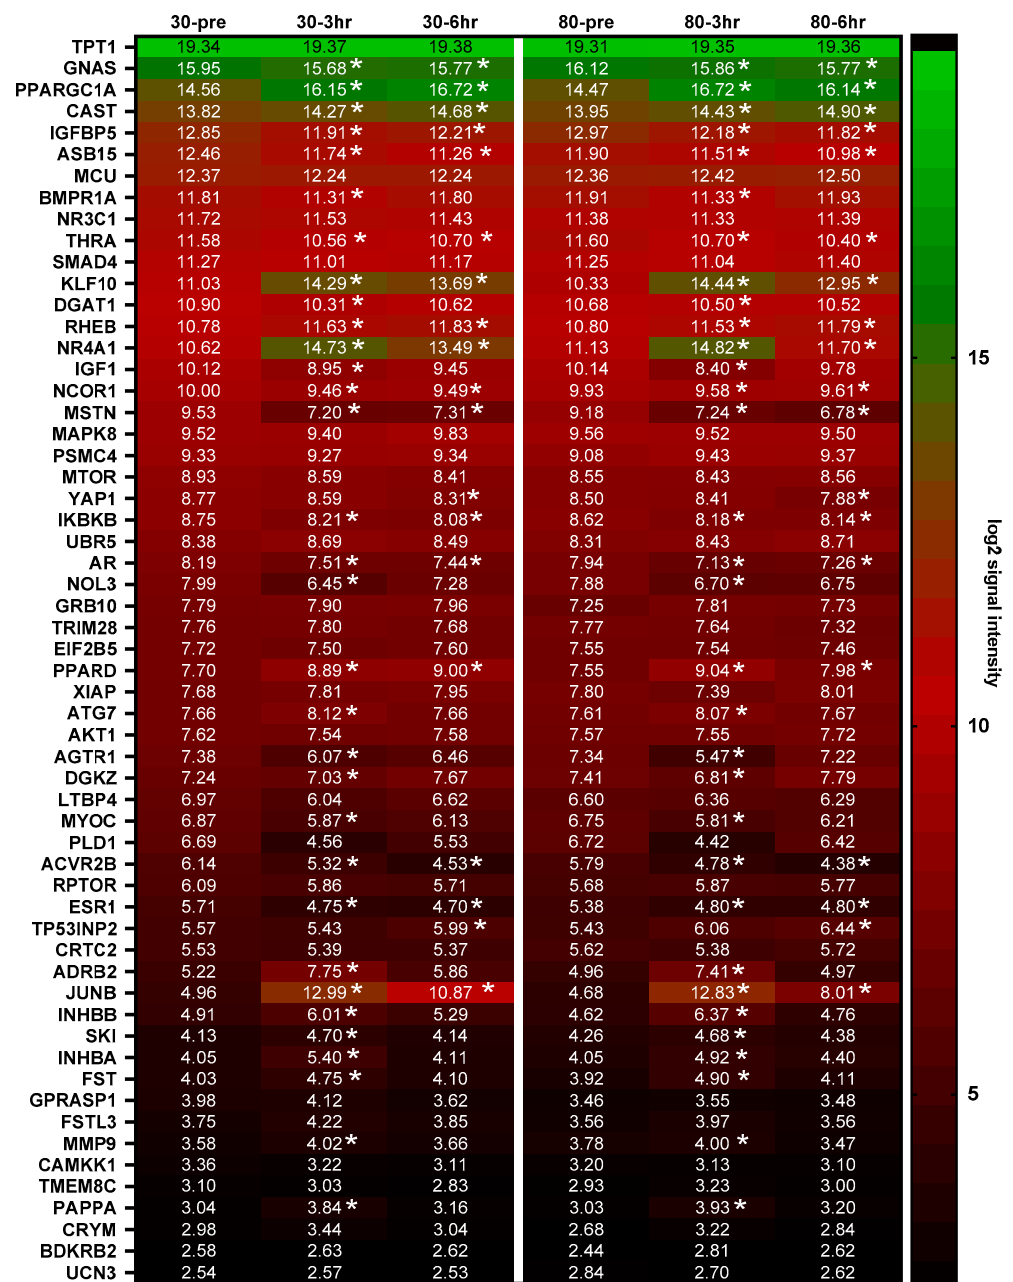 30-pre 30-3hr 30-6hr 80-pre 80-3hr 80-6hr
TPT1 19.34 19.37 19.38 19.31 19.35 19.36
GNAS 15.95 15.68* 15.77* 16.12 15.86* 15.77*
PPARGC1A 14.56 16.15* 16.72* 14.47 16.72* 16.14*
CAST 13.82 14.27* 14.68* 13.95 14.43* 14.90*
IGFBP5 12.85 11.91* 12.21* 12.97 12.18* 11.82*
ASB15 12.46 11.74* 11.26* 11.90 11.51* 10.98*
MCU 12.37 12.24 12.24 12.36 12.42 12.50
BMPR1A 11.81 11.31* 11.80 11.91 11.33* 11.93
NR3C1 11.72 11.53 11.43 11.38 11.33 11.39
THRA 11.58 10.56* 10.70* 11.60 10.70* 10.40*
SMAD4 11.27 11.01 11.17 11.25 11.04 11.40
KLF10 11.03 14.29* 13.69* 10.33 14.44* 12.95*
DGAT1 10.90 10.31* 10.62 10.68 10.50* 10.52
RHEB 10.78 11.63* 11.83* 10.80 11.53* 11.79*
NR4A1 10.62 14.73* 13.49* 11.13 14.82* 11.70*
IGF1 10.12 8.95* 9.45 10.14 8.40* 9.78
NCOR1 10.00 9.46* 9.49* 9.93 9.58* 9.61*
MSTN 9.53 7.20* 7.31* 9.18 7.24* 6.78*
MAPK8 9.52 9.40 9.83 9.56 9.52 9.50
PSMC4 9.33 9.27 9.34 9.08 9.43 9.37
MTOR 8.93 8.59 8.41 8.55 8.43 8.56
YAP1 8.77 8.59 8.31* 8.50 8.41 7.88*
IKBKB 8.75 8.21* 8.08* 8.62 8.18* 8.14*
UBR5 8.38 8.69 8.49 8.31 8.43 8.71
AR 8.19 7.51* 7.44* 7.94 7.13* 7.26*
NOL3 7.99 6.45* 7.28 7.88 6.70* 6.75
GRB10 7.79 7.90 7.96 7.25 7.81 7.73
TRIM28 7.76 7.80 7.68 7.77 7.64 7.32
EIF2B5 7.72 7.50 7.60 7.55 7.54 7.46
PPARD 7.70 8.89* 9.00* 7.55 9.04* 7.98*
XIAP 7.68 7.81 7.95 7.80 7.39 8.01
ATG7 7.66 8.12* 7.66 7.61 8.07* 7.67
AKT1 7.62 7.54 7.58 7.57 7.55 7.72
AGTR1 7.38 6.07* 6.46 7.34 5.47* 7.22
DGKZ 7.24 7.03* 7.67 7.41 6.81* 7.79
LTBP4 6.97 6.04 6.62 6.60 6.36 6.29
MYOC 6.87 5.87* 6.13 6.75 5.81* 6.21
PLD1 6.69 4.56 5.53 6.72 4.42 6.42
ACVR2B 6.14 5.32* 4.53* 5.79 4.78* 4.38*
RPTOR 6.09 5.86 5.71 5.68 5.87 5.77
ESR1 5.71 4.75* 4.70* 5.38 4.80* 4.80*
TP53INP2 5.57 5.43 5.99* 5.43 6.06 6.44*
CRTC2 5.53 5.39 5.37 5.62 5.38 5.72
ADRB2 5.22 7.75* 5.86 4.96 7.41* 4.97
JUNB 4.96 12.99* 10.87* 4.68 12.83* 8.01*
INHBB 4.91 6.01* 5.29 4.62 6.37* 4.76
SKI 4.13 4.70* 4.14 4.26 4.68* 4.38
INHBA 4.05 5.40* 4.11 4.05 4.92* 4.40
FST 4.03 4.75* 4.10 3.92 4.90* 4.11
GPRASP1 3.98 4.12 3.62 3.46 3.55 3.48
FSTL3 3.75 4.22 3.85 3.56 3.97 3.56
MMP9 3.58 4.02* 3.66 3.78 4.00* 3.47
CAMKK1 3.36 3.22 3.11 3.20 3.13 3.10
TMEM8C 3.10 3.03 2.83 2.93 3.23 3.00
PAPPA 3.04 3.84* 3.16 3.03 3.93* 3.20
CRYM 2.98 3.44 3.04 2.68 3.22 2.84
BDKRB2 2.58 2.63 2.62 2.44 2.81 2.62
UCN3 2.54 2.57 2.53 2.84 2.70 2.62
15
10
5
log2 signal intensity